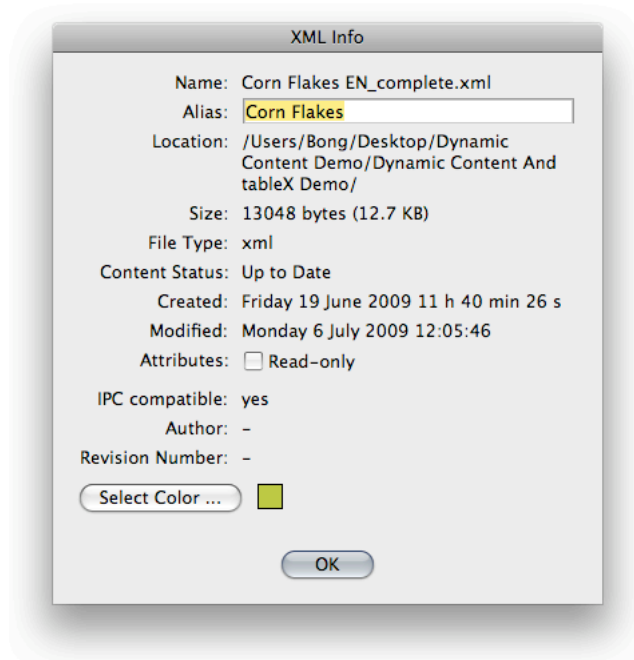 XML Info
Name: Corn Flakes EN_complete.xml
Alias: Corn Flakes
Location: /Users/Bong/Desktop/Dynamic
Content Demo/Dynamic Content And
tableX Demo/
Size: 13048 bytes (12.7 KB)
File Type: xml
Content Status: Up to Date
Created: Friday 19 June 2009 11 h 40 min 26 s
Modified: Monday 6 July 2009 12:05:46
Attributes: Read-only
IPC compatible: yes
Author: –
Revision Number: –
Select Color ...
OK